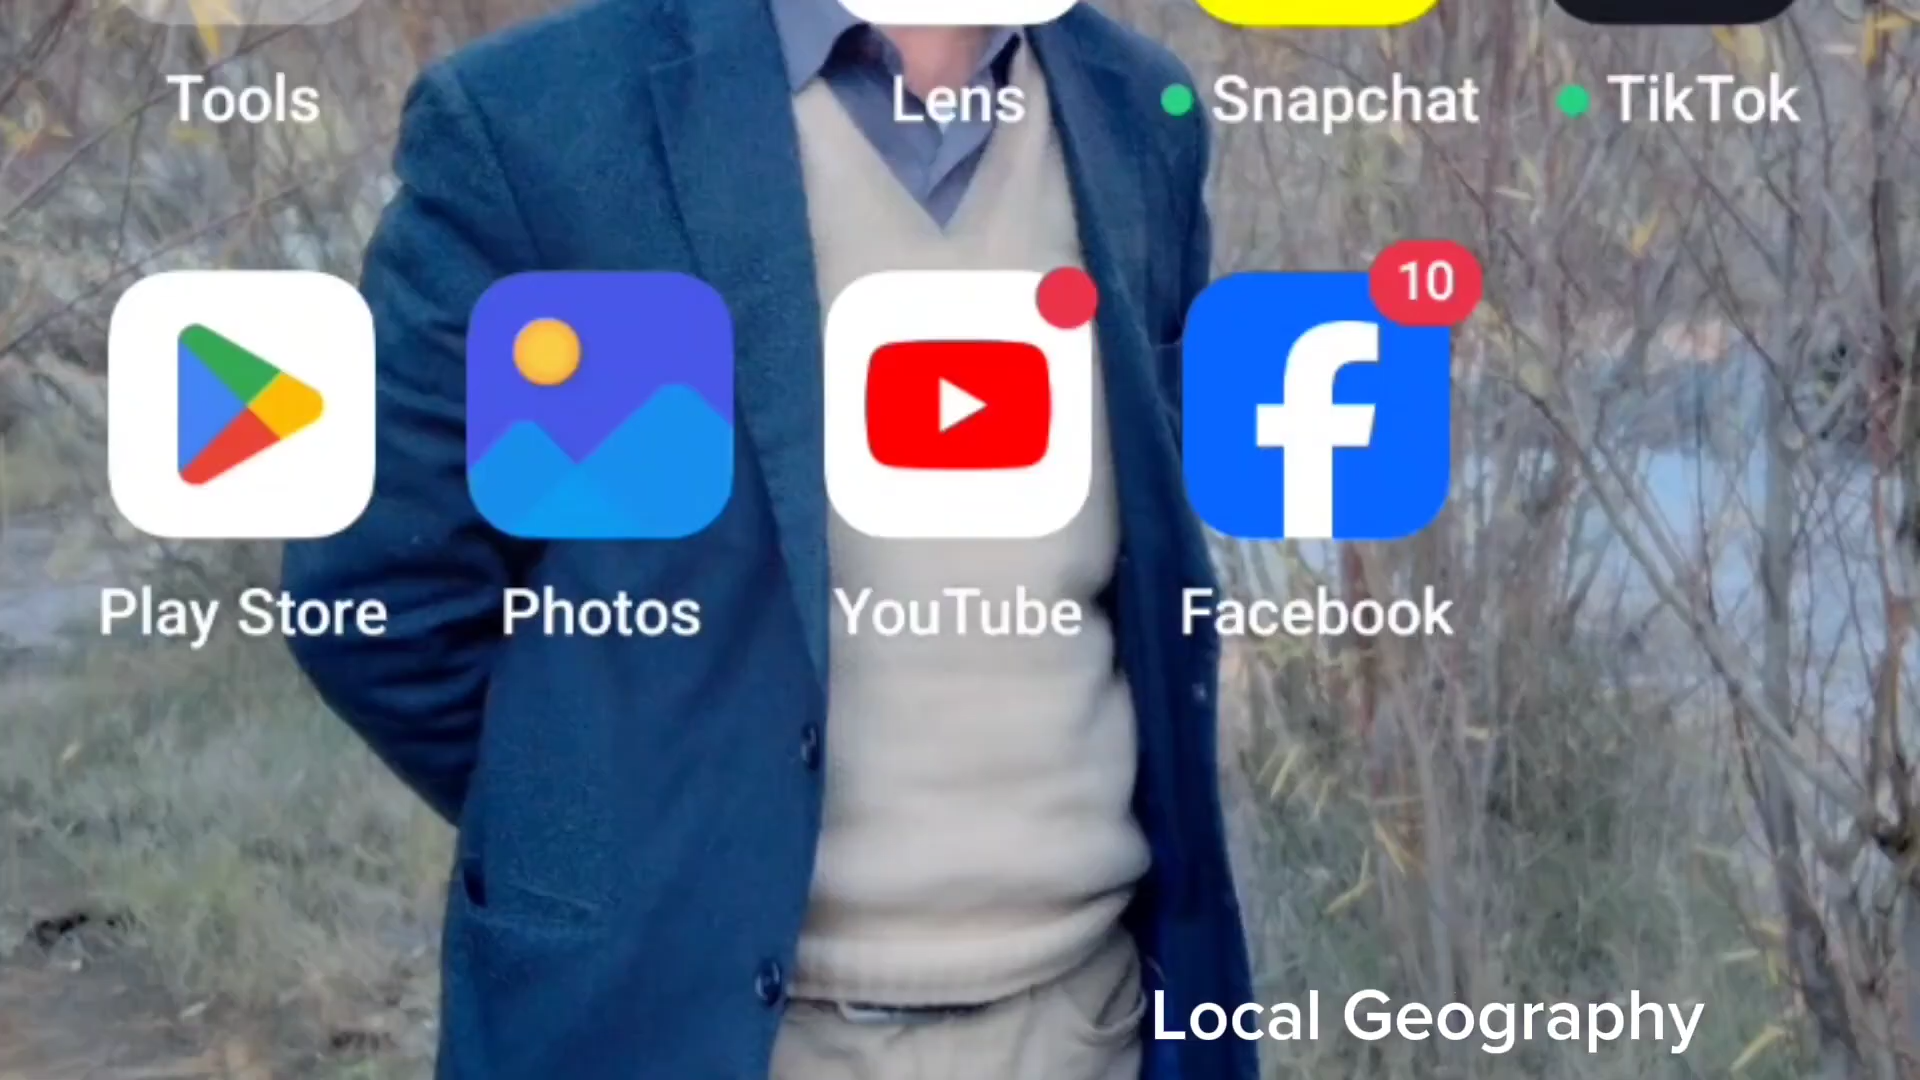 Tools
Lens
Snapchat
TikTok
10
Play Store
Photos
YouTube
Facebook
Local Geography